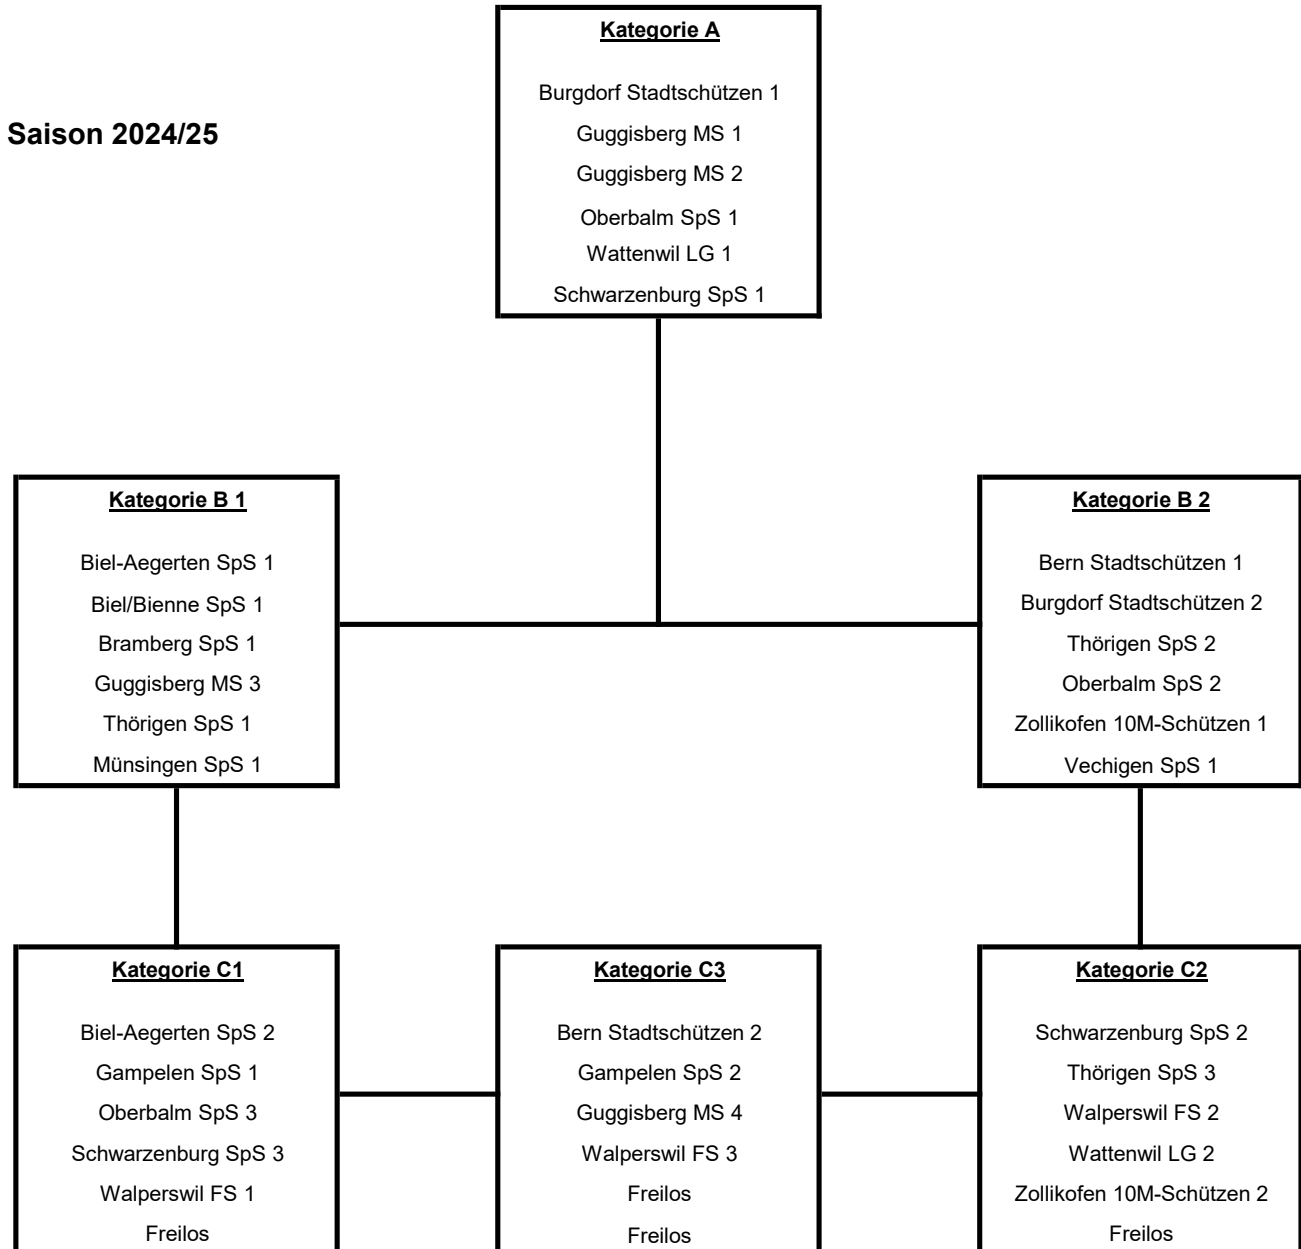 Saison 2024/25
Kategorie A
Burgdorf Stadtschützen 1
Guggisberg MS 1
Guggisberg MS 2
Oberbalm SpS 1
Wattenwil LG 1
Schwarzenburg SpS 1
Kategorie B 1
Biel-Aegerten SpS 1
Biel/Bienne SpS 1
Bramberg SpS 1
Guggisberg MS 3
Thörigen SpS 1
Münsingen SpS 1
Kategorie B 2
Bern Stadtschützen 1
Burgdorf Stadtschützen 2
Thörigen SpS 2
Oberbalm SpS 2
Zollikofen 10M-Schützen 1
Vechigen SpS 1
Kategorie C1
Biel-Aegerten SpS 2
Gampelen SpS 1
Oberbalm SpS 3
Schwarzenburg SpS 3
Walperswil FS 1
Freilos
Kategorie C3
Bern Stadtschützen 2
Gampelen SpS 2
Guggisberg MS 4
Walperswil FS 3
Freilos
Freilos
Kategorie C2
Schwarzenburg SpS 2
Thörigen SpS 3
Walperswil FS 2
Wattenwil LG 2
Zollikofen 10M-Schützen 2
Freilos